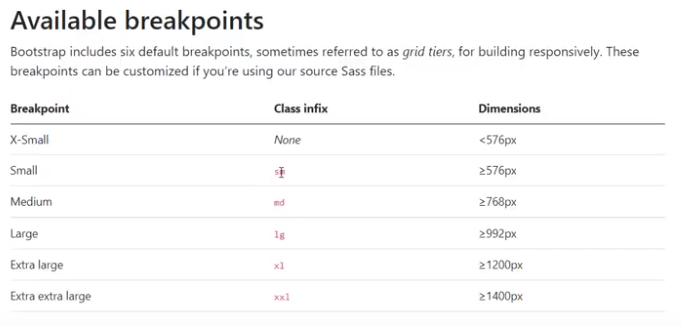 Available breakpoints
Bootstrap includes six default breakpoints, sometimes referred to as grid tiers, for building responsively. These
breakpoints can be customized if you're using our source Sass files.
Breakpoint Class infix Dimensions
X-Small None <576px
Small sm ≥576px
Medium md ≥768px
Large lg ≥992px
Extra large xl ≥1200px
Extra extra large xxl ≥1400px